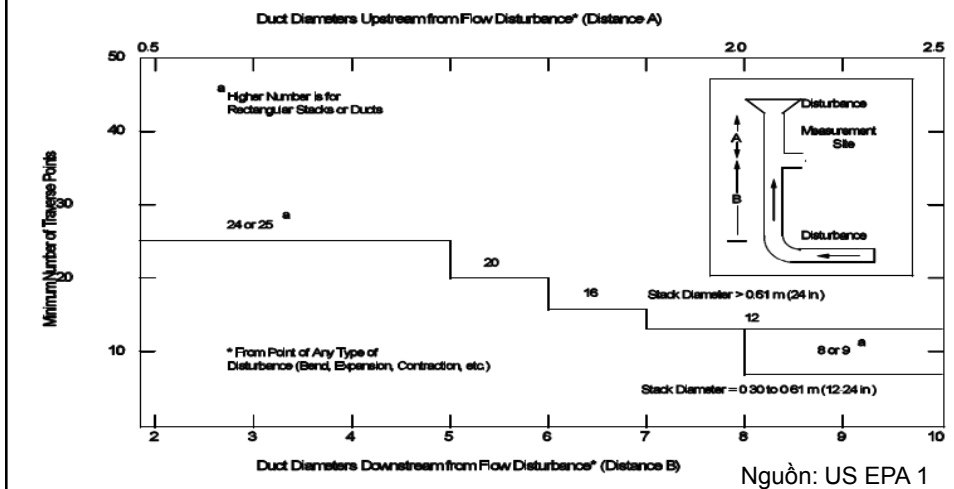 Duct Diameters Upstream from Flow Disturbance* (Distance A)
0.5 2.0 2.5
50
40
30
20
10
Minimum Number of Traverse Points
a Higher Number is for
Rectangular Stacks or Ducts
24 or 25 a
20
16
Stack Diameter > 0.61 m (24 in)
12
8 or 9 a
Stack Diameter = 0.30 to 0.61 m (12-24 in)
* From Point of Any Type of
Disturbance (Bend, Expansion, Contraction, etc.)
Disturbance
A
Measurement
Site
B
Disturbance
2 3 4 5 6 7 8 9 10
Duct Diameters Downstream from Flow Disturbance* (Distance B)
Nguồn: US EPA 1